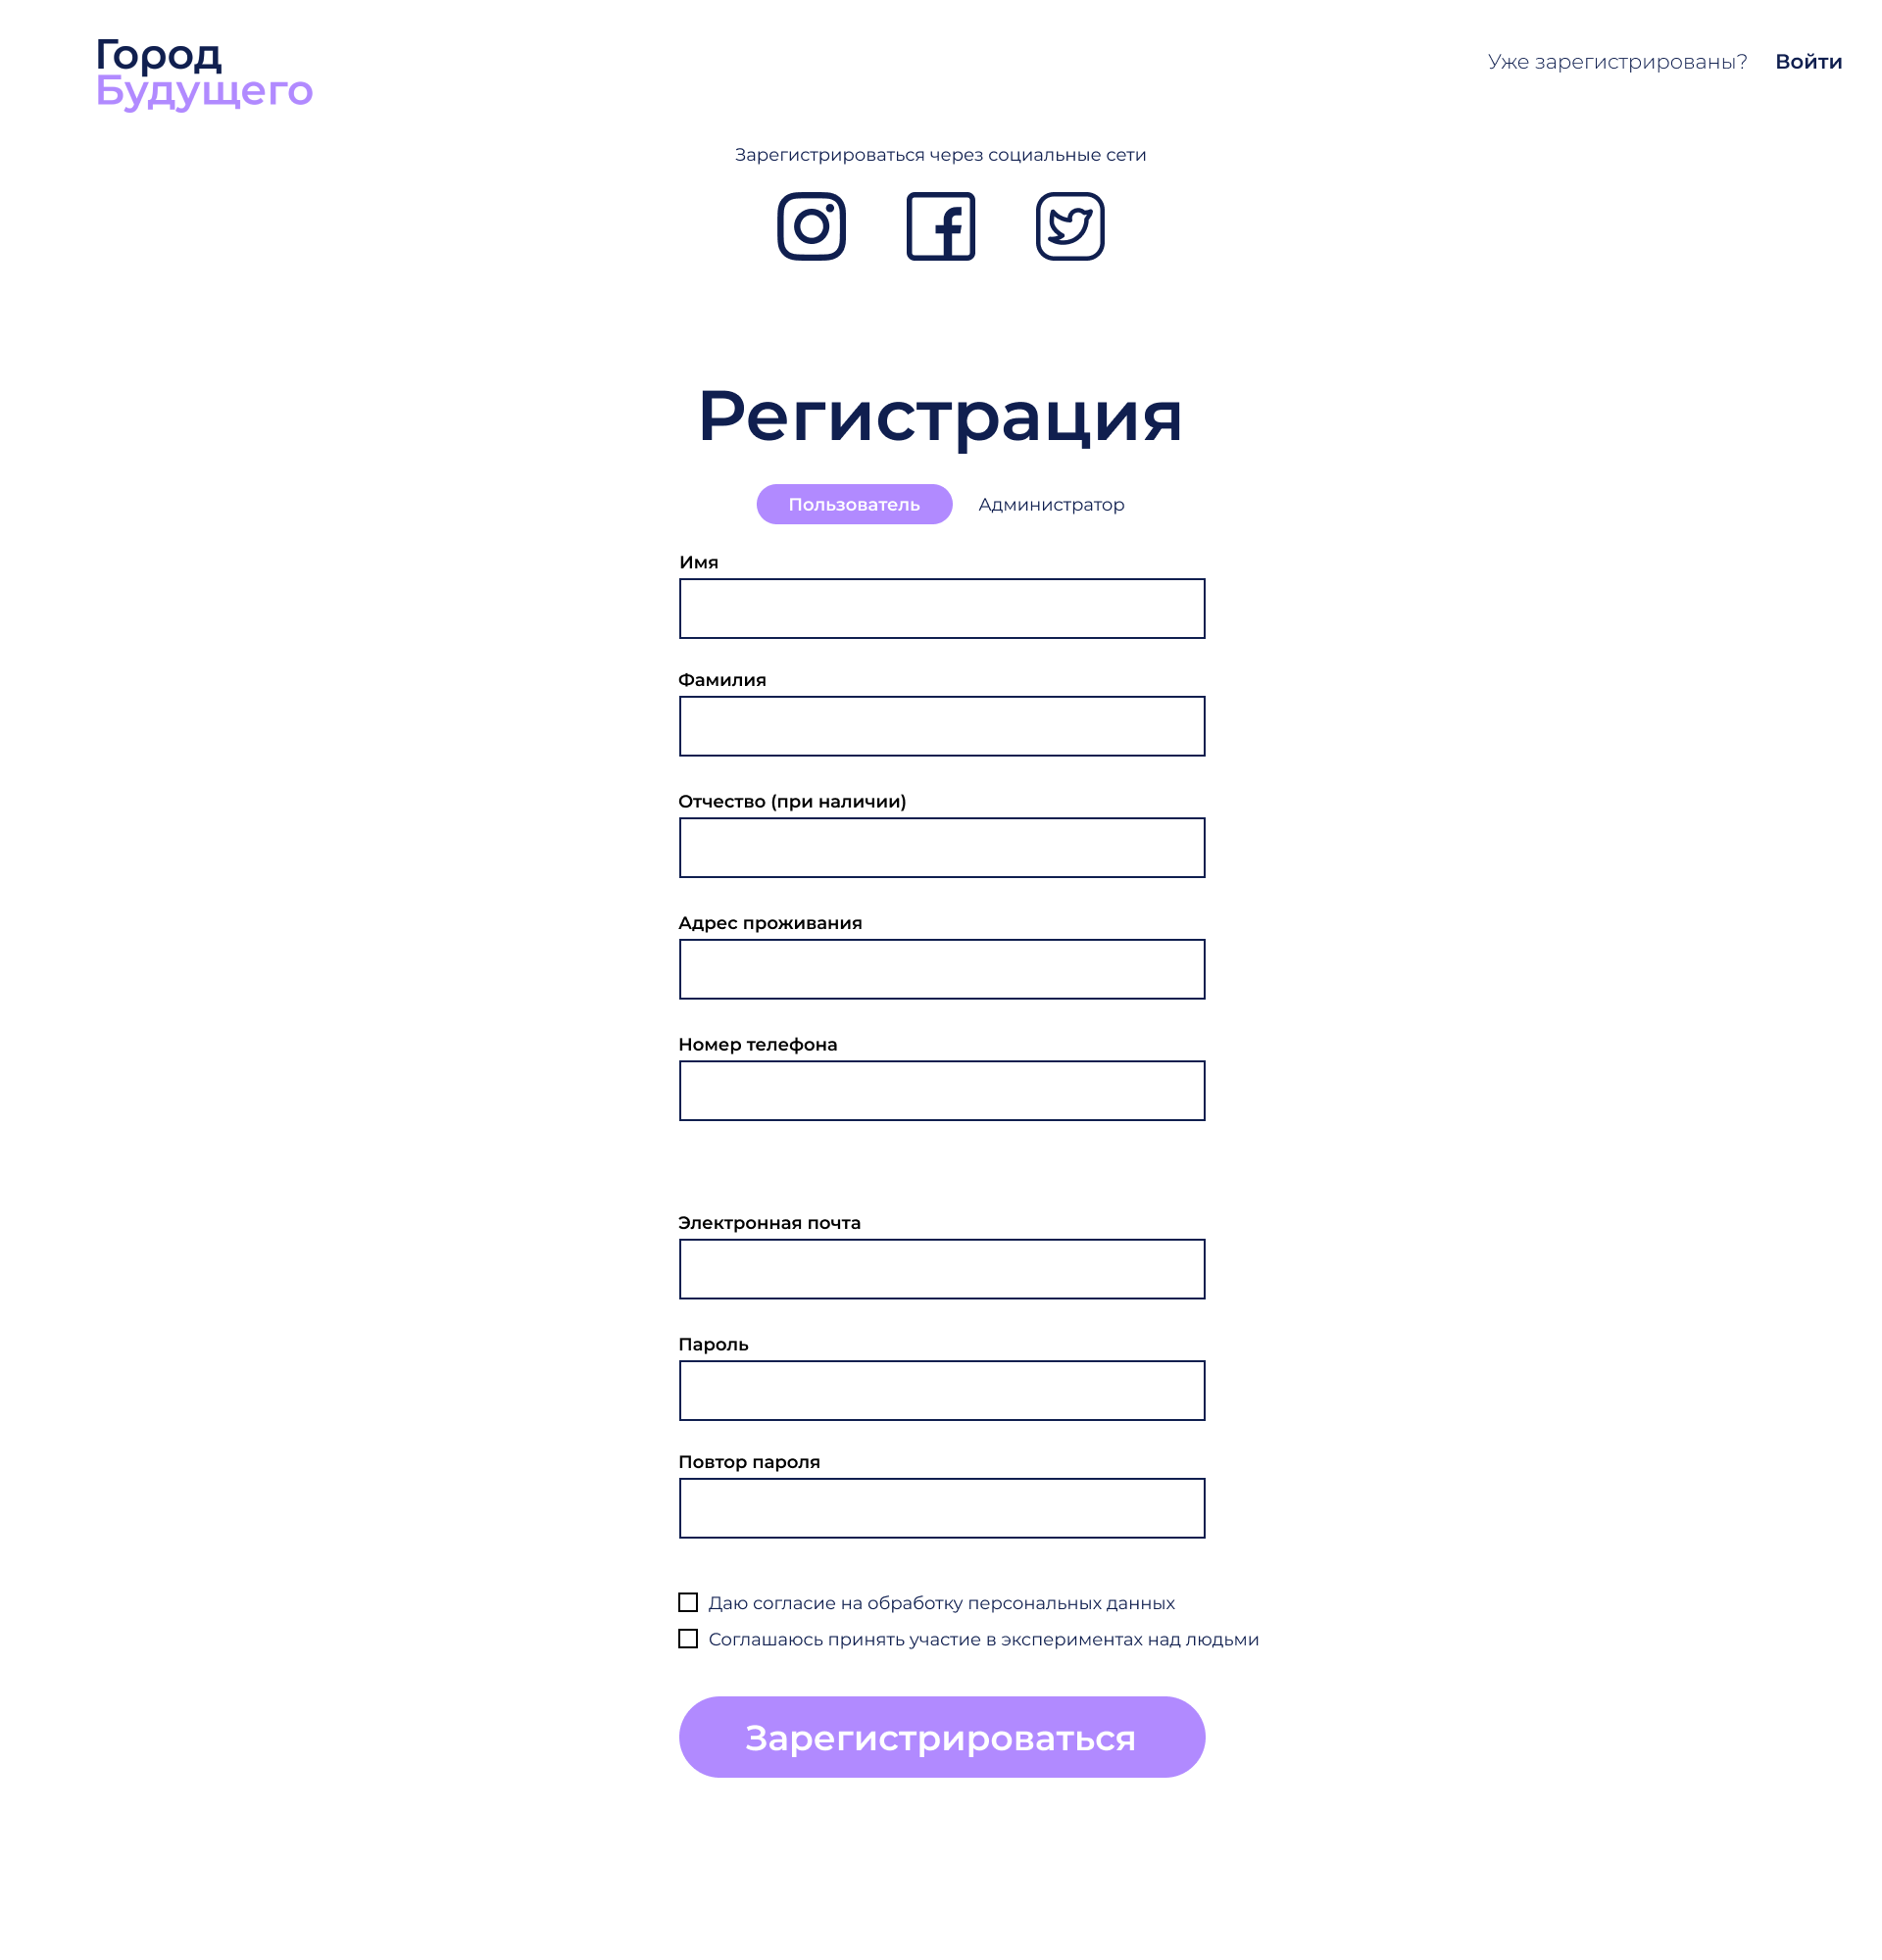 Город
Будущего
Уже зарегистрированы? Войти
Зарегистрироваться через социальные сети
Регистрация
Пользователь Администратор
Имя
Фамилия
Отчество (при наличии)
Адрес проживания
Номер телефона
Электронная почта
Пароль
Повтор пароля
Даю согласие на обработку персональных данных
Соглашаюсь принять участие в экспериментах над людьми
Зарегистрироваться